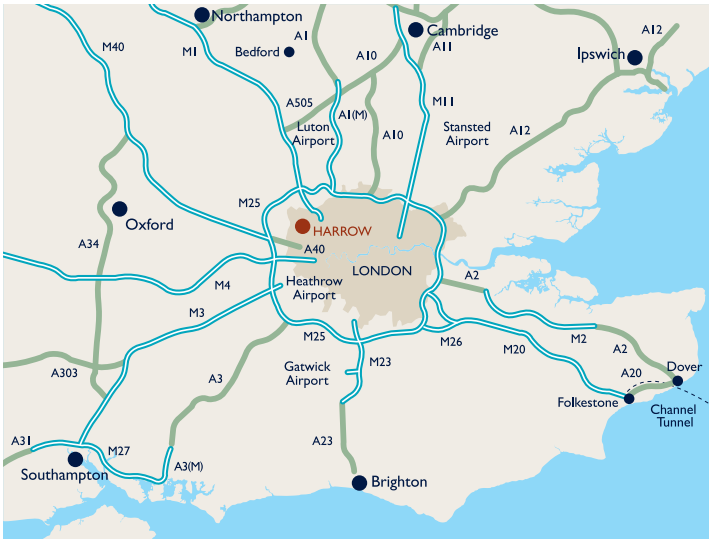 Northampton
A1
A12
Cambridge
M40
M1
Bedford
A10
A11
Ipswich
A505
M11
Luton
Airport
A1(M)
A10
Stansted
Airport
A12
M25
Oxford
HARROW
A34
A40
LONDON
M4
Heathrow
Airport
A2
M3
M25
M26
M20
M2
A2
A303
A3
Gatwick
Airport
M23
A20
Dover
Folkestone
Channel
Tunnel
A31
M27
A3(M)
A23
Southampton
Brighton